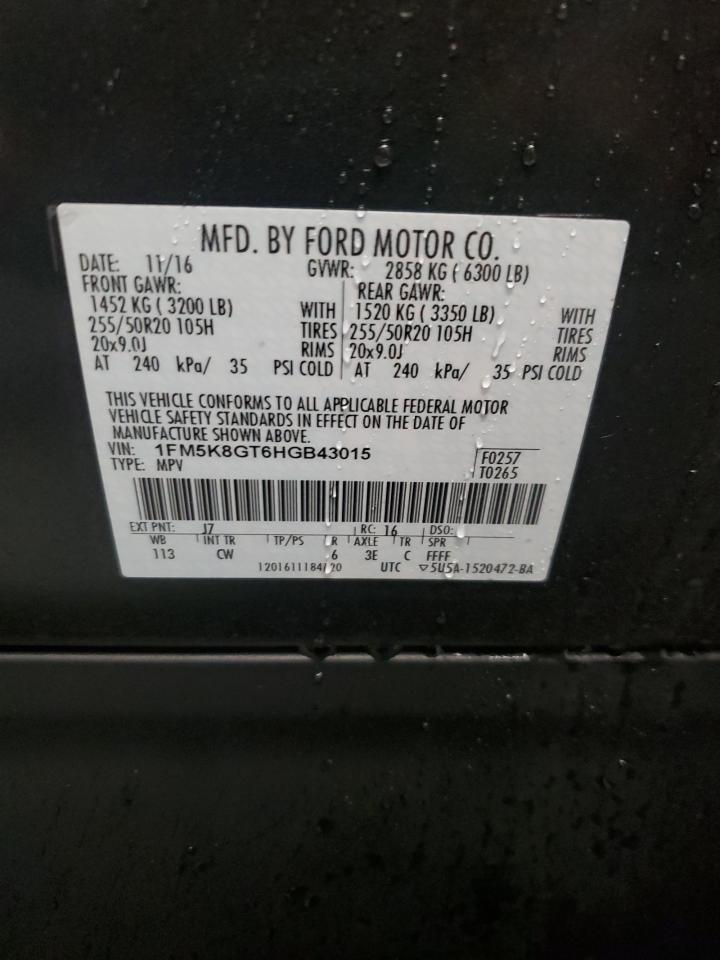 MFD. BY FORD MOTOR CO.
DATE: 11/16 GVWR: 2858 KG ( 6300 LB)
FRONT GAWR: REAR GAWR:
1452 KG ( 3200 LB) WITH 1520 KG ( 3350 LB) WITH
255/50R20 105H TIRES 255/50R20 105H TIRES
20x9.0J RIMS 20x9.0J RIMS
AT 240 kPa/ 35 PSI COLD AT 240 kPa/ 35 PSI COLD
THIS VEHICLE CONFORMS TO ALL APPLICABLE FEDERAL MOTOR
VEHICLE SAFETY STANDARDS IN EFFECT ON THE DATE OF
MANUFACTURE SHOWN ABOVE.
VIN: 1FM5K8GT6HGB43015 F0257
TYPE: MPV T0265
EXT PNT: J7 RC: 16 DSO:
WB INT TR TP/PS R AXLE TR SPR
113 CW 6 3E C FFFF
UTC ▽5U5A-1520472-BA